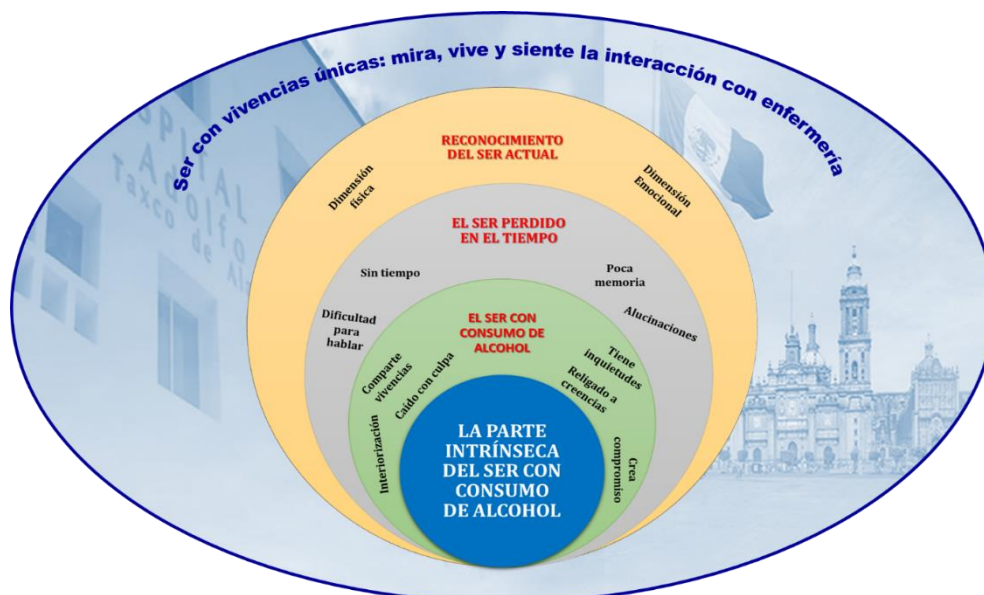 Ser con vivencias únicas: mira, vive y siente la interacción con enfermería
RECONOCIMIENTO
DEL SER ACTUAL
Dimensión
física
Dimensión
Emocional
EL SER PERDIDO
EN EL TIEMPO
Sin tiempo
Poca
memoria
Dificultad
para
hablar
Alucinaciones
EL SER CON
CONSUMO DE
ALCOHOL
Comparte
vivencias
Caído con culpa
Tiene
inquietudes
Religado a
creencias
Interiorización
Crea
compromiso
LA PARTE
INTRÍNSECA
DEL SER CON
CONSUMO
DE ALCOHOL
Adolfo
Taxco de